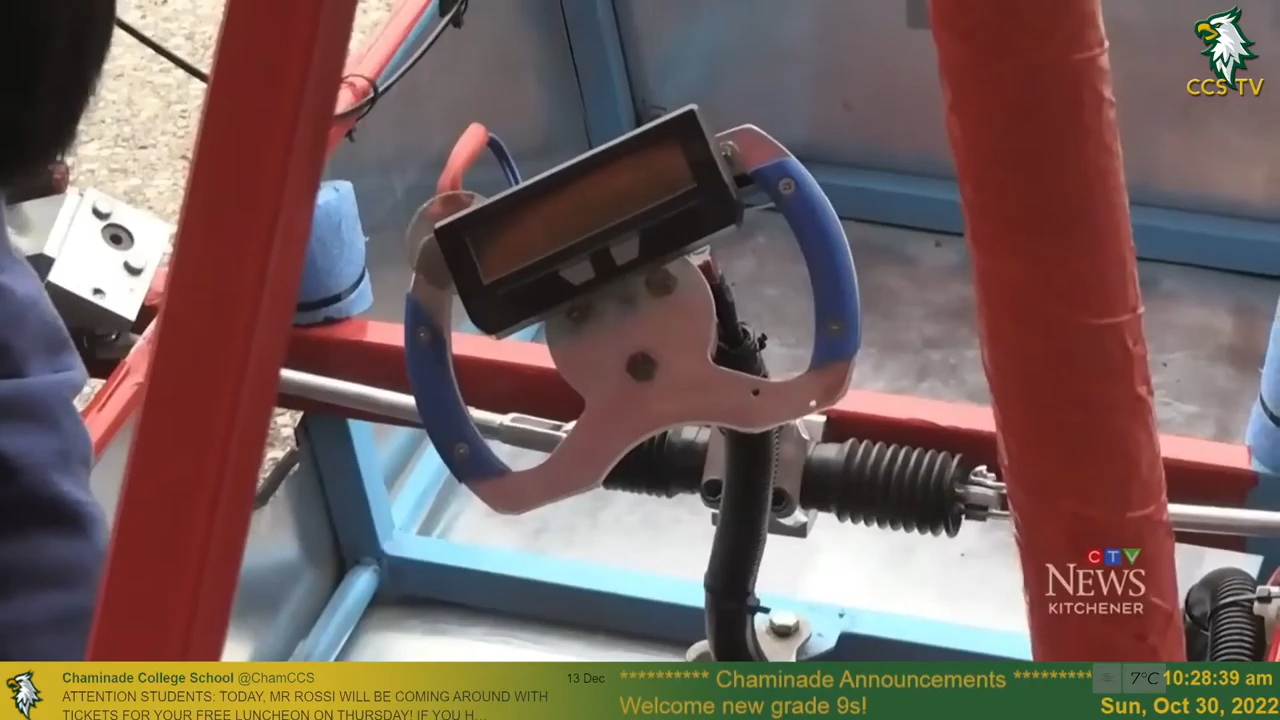 CCS TV
CTV
NEWS
KITCHENER
Chaminade College School @ChamCCS
13 Dec
ATTENTION STUDENTS: TODAY, MR ROSSI WILL BE COMING AROUND WITH
TICKETS FOR YOUR FREE LUNCHEON ON THURSDAY! IF YOU H...
********** Chaminade Announcements **********
Welcome new grade 9s!
7°C
10:28:39 am
Sun, Oct 30, 2022